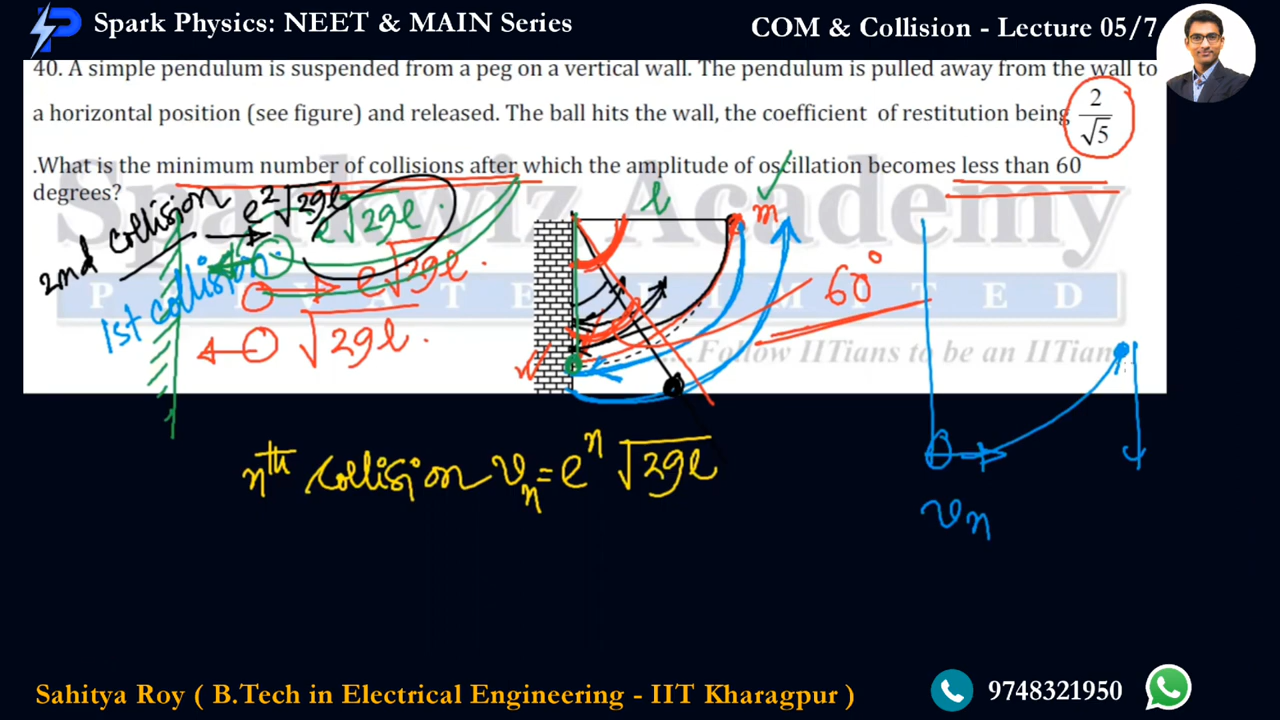 Spark Physics: NEET & MAIN Series
COM & Collision - Lecture 05/7
40. A simple pendulum is suspended from a peg on a vertical wall. The pendulum is pulled away from the wall to
a horizontal position (see figure) and released. The ball hits the wall, the coefficient of restitution being 2/√5
.What is the minimum number of collisions after which the amplitude of oscillation becomes less than 60
degrees?
2nd collision e²√2gl
e√2gl
1st collision e√2gl
√2gl
l
m
60°
...Follow IITians to be an IITian
nth collision vₙ = eⁿ √2gl
vₙ
Sahitya Roy ( B.Tech in Electrical Engineering - IIT Kharagpur )
9748321950